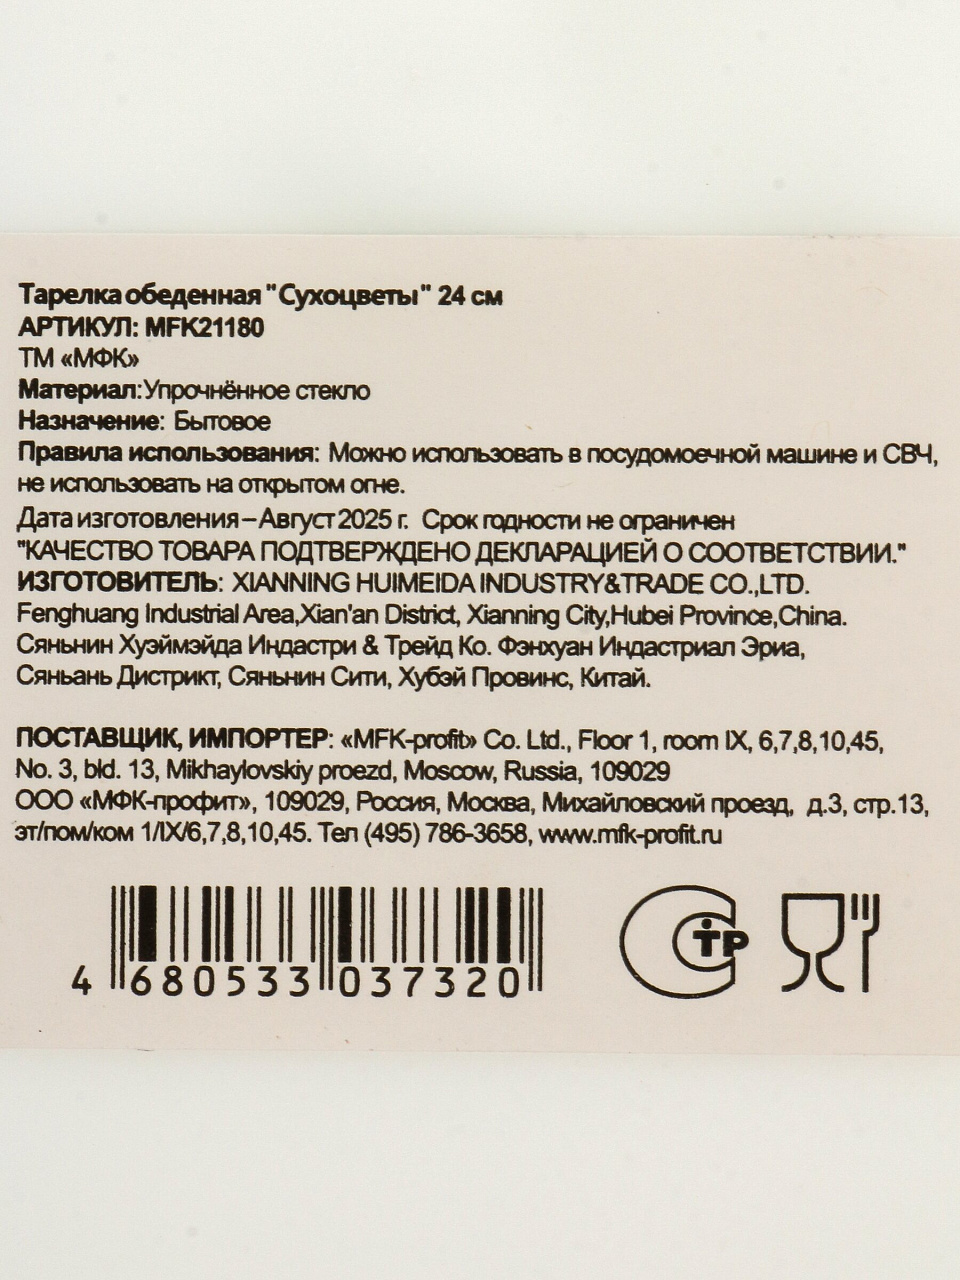 Тарелка обеденная "Сухоцветы" 24 см
АРТИКУЛ: MFK21180
ТМ «МФК»
Материал:Упрочнённое стекло
Назначение: Бытовое
Правила использования: Можно использовать в посудомоечной машине и СВЧ,
не использовать на открытом огне.
Дата изготовления–Август 2025 г. Срок годности не ограничен
"КАЧЕСТВО ТОВАРА ПОДТВЕРЖДЕНО ДЕКЛАРАЦИЕЙ О СООТВЕТСТВИИ."
ИЗГОТОВИТЕЛЬ: XIANNING HUIMEIDA INDUSTRY&TRADE CO.,LTD.
Fenghuang Industrial Area,Xian'an District, Xianning City,Hubei Province,China.
Сяньнин Хуэймэйда Индастри & Трейд Ко. Фэнхуан Индастриал Эриа,
Сяньань Дистрикт, Сяньнин Сити, Хубэй Провинс, Китай.
ПОСТАВЩИК, ИМПОРТЕР: «MFK-profit» Co. Ltd., Floor 1, room IX, 6,7,8,10,45,
No. 3, bld. 13, Mikhaylovskiy proezd, Moscow, Russia, 109029
ООО «МФК-профит», 109029, Россия, Москва, Михайловский проезд, д.3, стр.13,
эт/пом/ком 1/IX/6,7,8,10,45. Тел (495) 786-3658, www.mfk-profit.ru
4 680533 037320
СТР